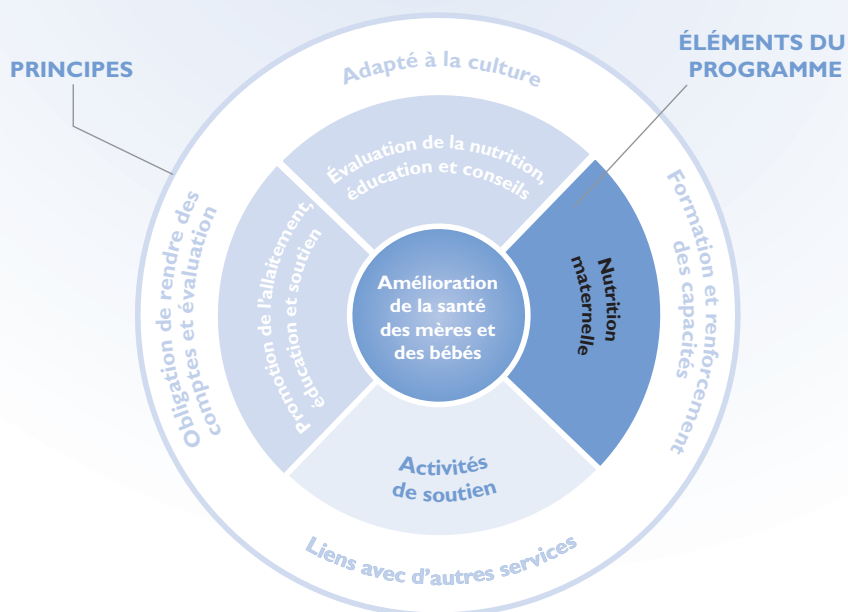 PRINCIPES
ÉLÉMENTS DU
PROGRAMME
Adapté à la culture
Évaluation de la nutrition,
éducation et conseils
Formation et renforcement
des capacités
Nutrition
maternelle
Obligation de rendre des
comptes et évaluation
Promotion de l'allaitement,
éducation et soutien
Amélioration
de la santé
des mères et
des bébés
Activités
de soutien
Liens avec d'autres services